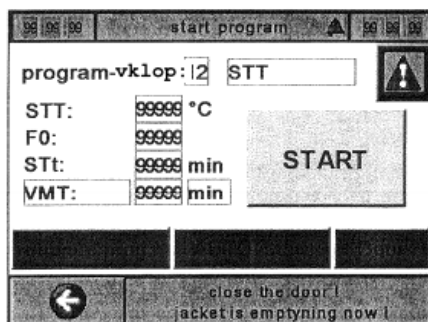 99 99 99 start program 99 99 99
program-vklop: 12 STT
STT: 99999 °C
F0: 99999
STt: 99999 min
VMT: 99999 min
START
close the door !
jacket is emptyning now !